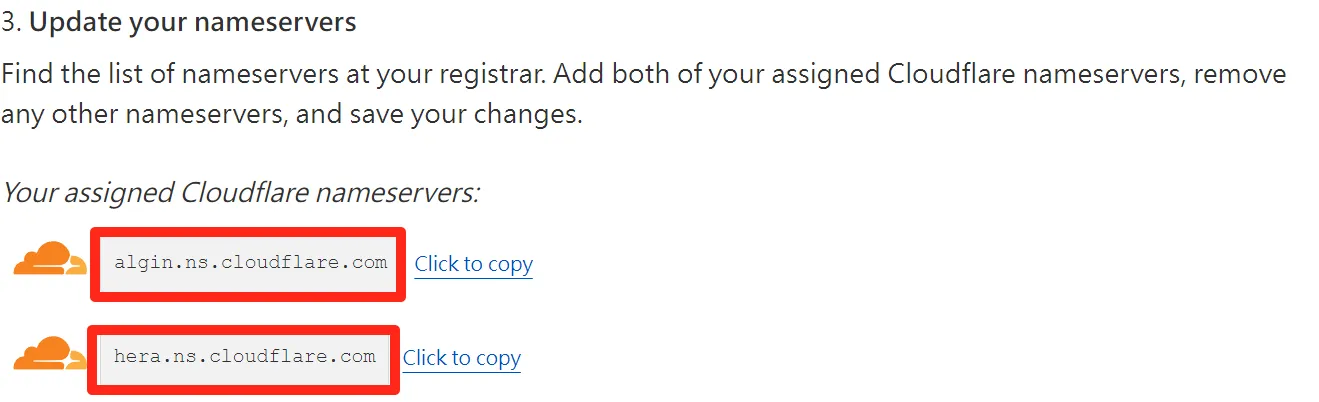 3. Update your nameservers
Find the list of nameservers at your registrar. Add both of your assigned Cloudflare nameservers, remove
any other nameservers, and save your changes.
Your assigned Cloudflare nameservers:
algin.ns.cloudflare.com Click to copy
hera.ns.cloudflare.com Click to copy